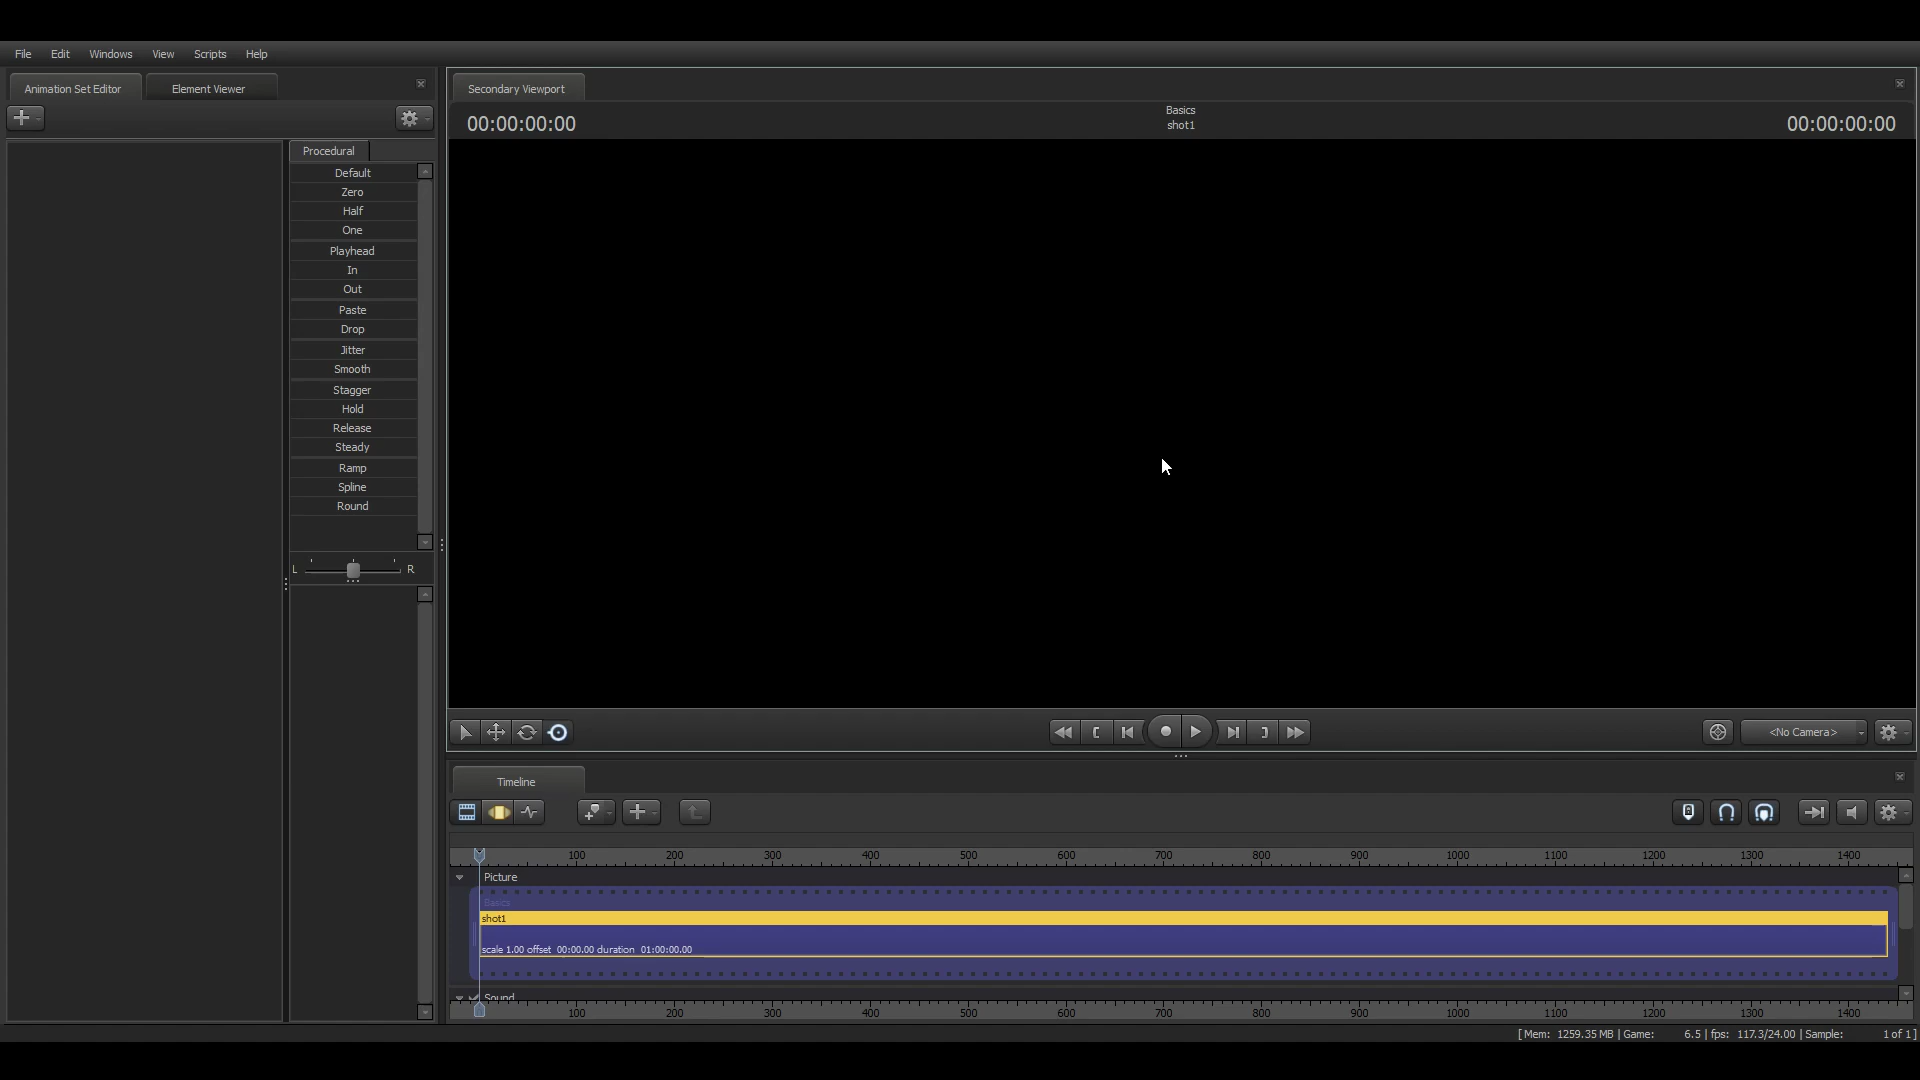 File Edit Windows View Scripts Help
Animation Set Editor Element Viewer
Procedural
Default
Zero
Half
One
Playhead
In
Out
Paste
Drop
Jitter
Smooth
Stagger
Hold
Release
Steady
Ramp
Spline
Round
L R
Secondary Viewport
00:00:00:00
Basics
shot1
00:00:00:00
<No Camera>
Timeline
100 200 300 400 500 600 700 800 900 1000 1100 1200 1300 1400
Picture
Basics
shot1
scale 1.00 offset 00:00.00 duration 01:00:00.00
Sound
100 200 300 400 500 600 700 800 900 1000 1100 1200 1300 1400
[ Mem: 1259.35 MB | Game: 6.5 | fps: 117.3/24.00 | Sample: 1 of 1 ]